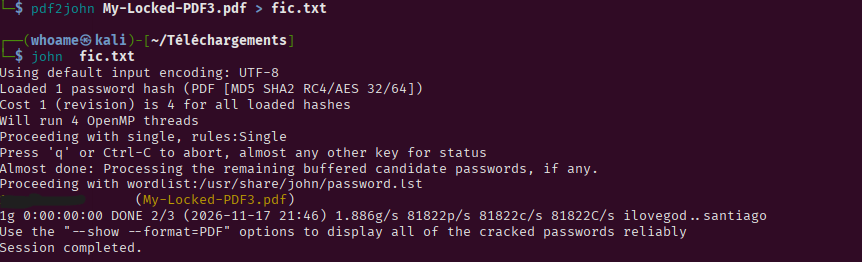 └─$ pdf2john My-Locked-PDF3.pdf > fic.txt
┌──(whoame㉿kali)-[~/Téléchargements]
└─$ john  fic.txt
Using default input encoding: UTF-8
Loaded 1 password hash (PDF [MD5 SHA2 RC4/AES 32/64])
Cost 1 (revision) is 4 for all loaded hashes
Will run 4 OpenMP threads
Proceeding with single, rules:Single
Press 'q' or Ctrl-C to abort, almost any other key for status
Almost done: Processing the remaining buffered candidate passwords, if any.
Proceeding with wordlist:/usr/share/john/password.lst
(My-Locked-PDF3.pdf)
1g 0:00:00:00 DONE 2/3 (2026-11-17 21:46) 1.886g/s 81822p/s 81822c/s 81822C/s ilovegod..santiago
Use the "--show --format=PDF" options to display all of the cracked passwords reliably
Session completed.